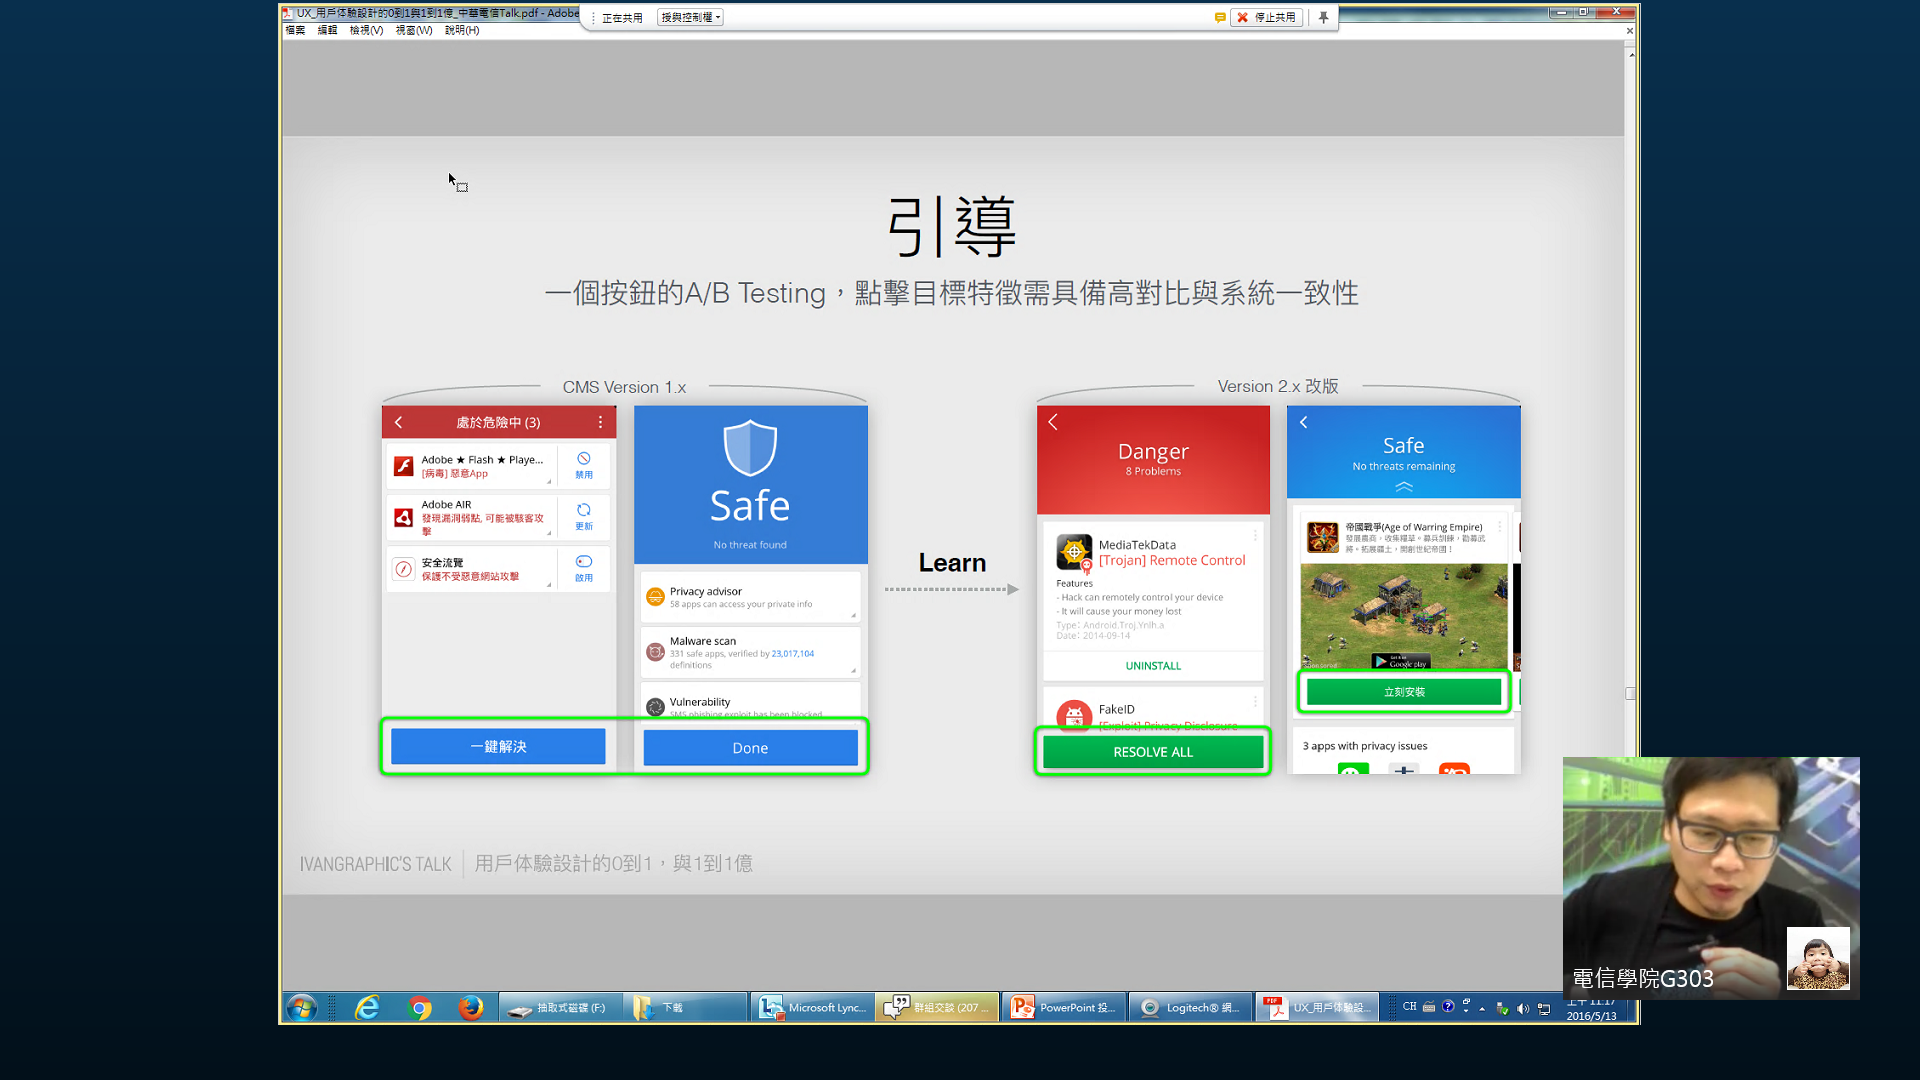 UX_用戶体驗設計的0到1與1到1億_中華電信Talk.pdf - Adobe
正在共用
授與控制權
停止共用
檔案 編輯 檢視(V) 視窗(W) 說明(H)
引導
一個按鈕的A/B Testing，點擊目標特徵需具備高對比與系統一致性
CMS Version 1.x
處於危險中 (3)
Adobe ★ Flash ★ Playe...
[病毒] 惡意App
禁用
Adobe AIR
發現漏洞弱點, 可能被駭客攻擊
更新
安全流覽
保護不受惡意網站攻擊
啟用
一鍵解決
Safe
No threat found
Privacy advisor
58 apps can access your private info
Malware scan
331 safe apps, verified by 23,017,104
definitions
Vulnerability
SMS phishing exploit has been blocked
Done
Learn
Version 2.x 改版
Danger
8 Problems
MediaTekData
[Trojan] Remote Control
Features
- Hack can remotely control your device
- It will cause your money lost
Type: Android.Troj.Ynlh.a
Date: 2014-09-14
UNINSTALL
FakeID
[Exploit] Privacy Disclosure
RESOLVE ALL
Safe
No threats remaining
帝國戰爭(Age of Warring Empire)
發展農商，收集糧草。募兵訓練，勸募武
將。拓展疆土，開創世紀帝國！
Google play
立刻安裝
3 apps with privacy issues
IVANGRAPHIC'S TALK
用戶体驗設計的0到1，與1到1億
電信學院G303
抽取式磁碟 (F:)
下載
Microsoft Lync...
群組交談 (207 ...
PowerPoint 投...
Logitech® 網...
UX_用戶体驗設...
CH
上午 11:17
2016/5/13